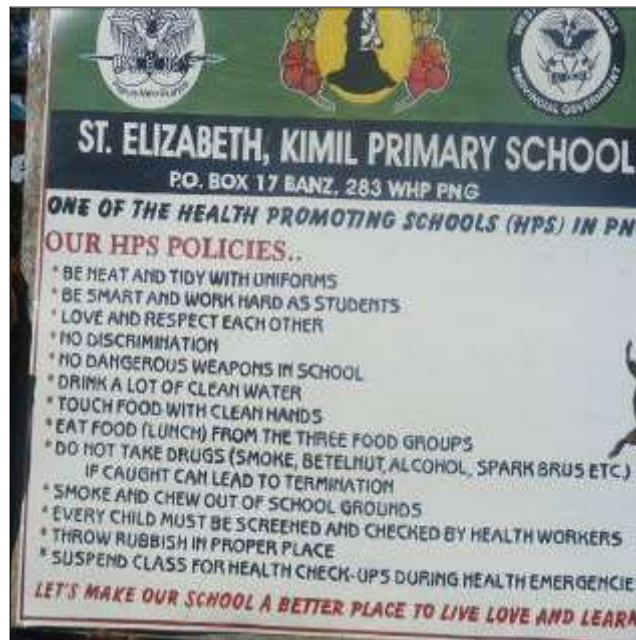 PROVINCIAL GOVERNMENT
ST. ELIZABETH, KIMIL PRIMARY SCHOOL
P.O. BOX 17 BANZ, 283 WHP PNG
ONE OF THE HEALTH PROMOTING SCHOOLS (HPS) IN PN
OUR HPS POLICIES..
* BE NEAT AND TIDY WITH UNIFORMS
* BE SMART AND WORK HARD AS STUDENTS
* LOVE AND RESPECT EACH OTHER
* NO DISCRIMINATION
* NO DANGEROUS WEAPONS IN SCHOOL
* DRINK A LOT OF CLEAN WATER
* TOUCH FOOD WITH CLEAN HANDS
* EAT FOOD (LUNCH) FROM THE THREE FOOD GROUPS
* DO NOT TAKE DRUGS (SMOKE, BETELNUT, ALCOHOL, SPARK BRUS ETC.)
IF CAUGHT CAN LEAD TO TERMINATION
* SMOKE AND CHEW OUT OF SCHOOL GROUNDS
* EVERY CHILD MUST BE SCREENED AND CHECKED BY HEALTH WORKERS
* THROW RUBBISH IN PROPER PLACE
* SUSPEND CLASS FOR HEALTH CHECK-UPS DURING HEALTH EMERGENCIE
LET'S MAKE OUR SCHOOL A BETTER PLACE TO LIVE LOVE AND LEARN